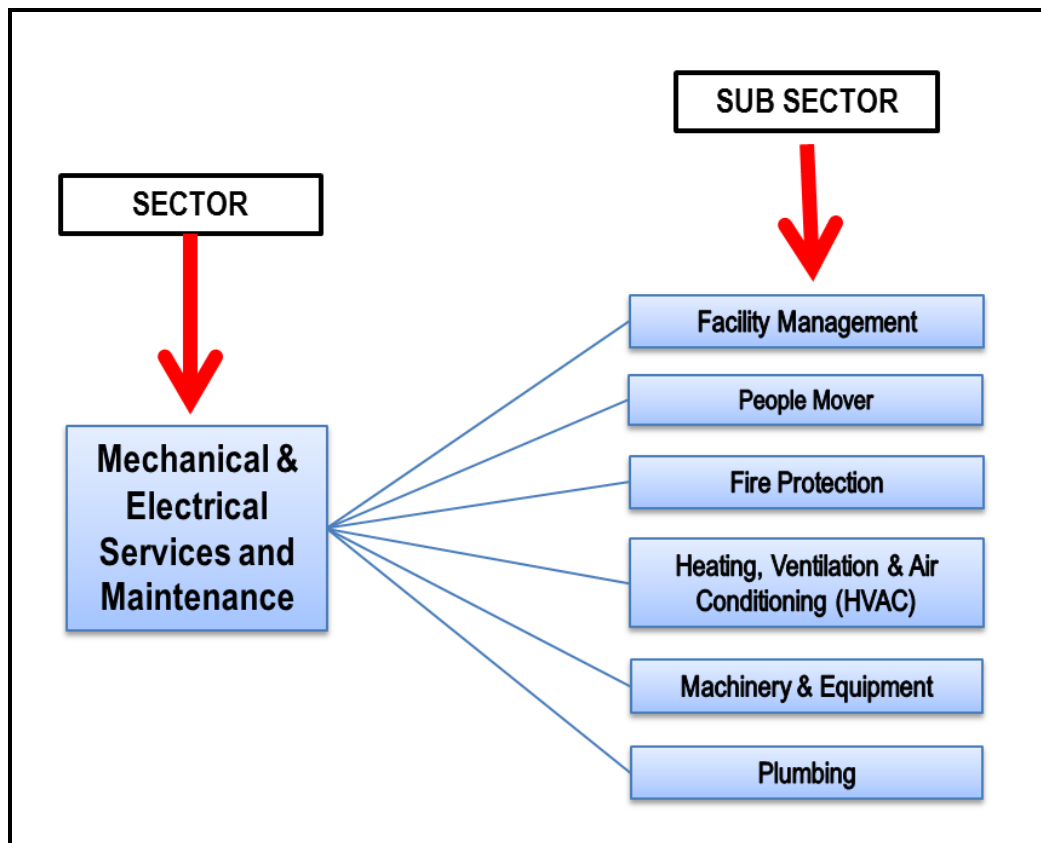 SUB SECTOR
SECTOR
Mechanical &
Electrical
Services and
Maintenance
Facility Management
People Mover
Fire Protection
Heating, Ventilation & Air
Conditioning (HVAC)
Machinery & Equipment
Plumbing